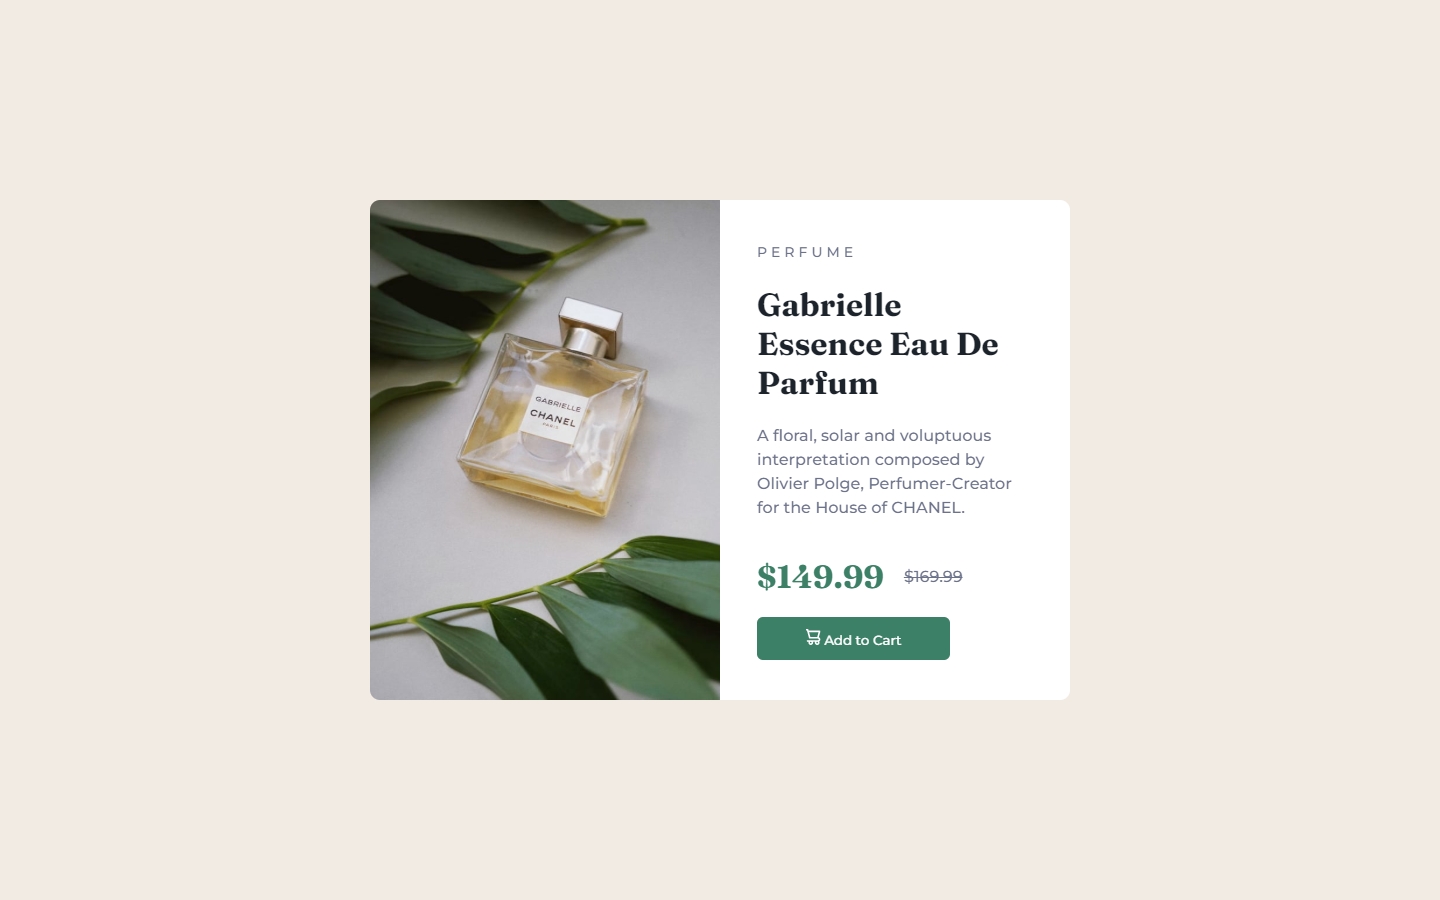 GABRIELLE
CHANEL
PARIS
PERFUME
Gabrielle
Essence Eau De
Parfum
A floral, solar and voluptuous
interpretation composed by
Olivier Polge, Perfumer-Creator
for the House of CHANEL.
$149.99 $169.99
Add to Cart